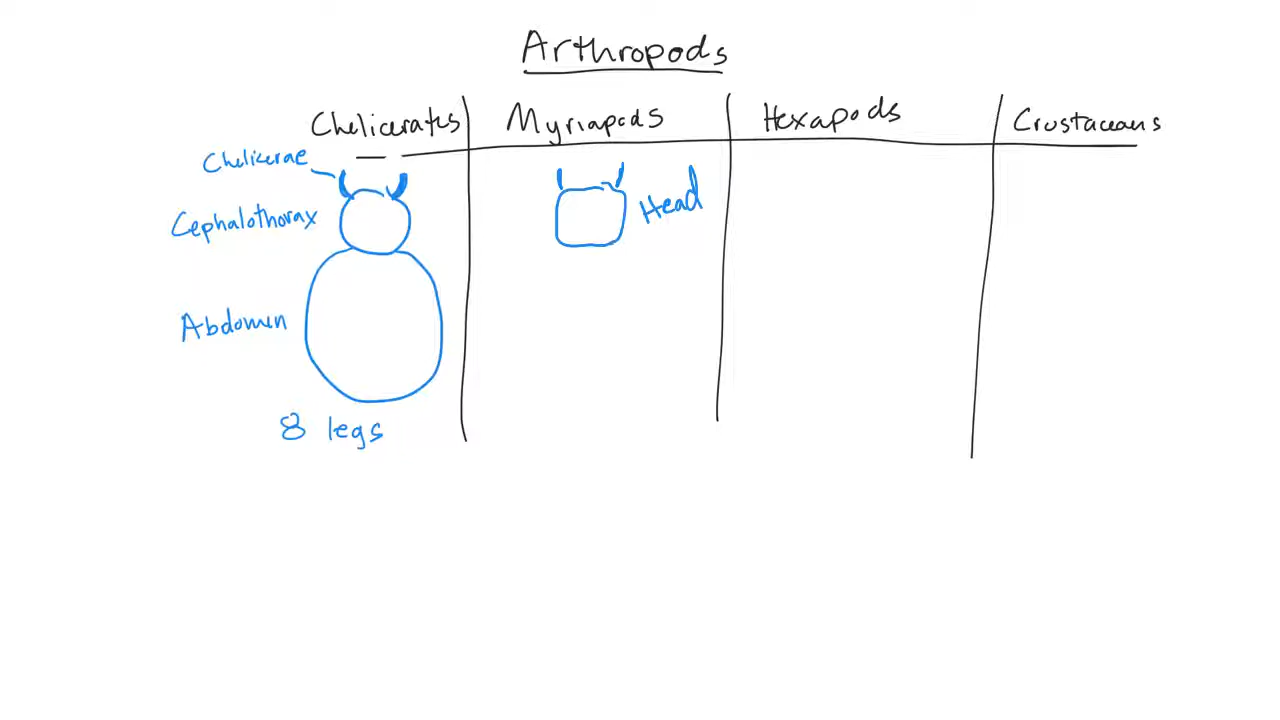 Arthropods
Chelicerates Myriapods Hexapods Crustaceans
Chelicerae
Cephalothorax
Head
Abdomen
8 legs